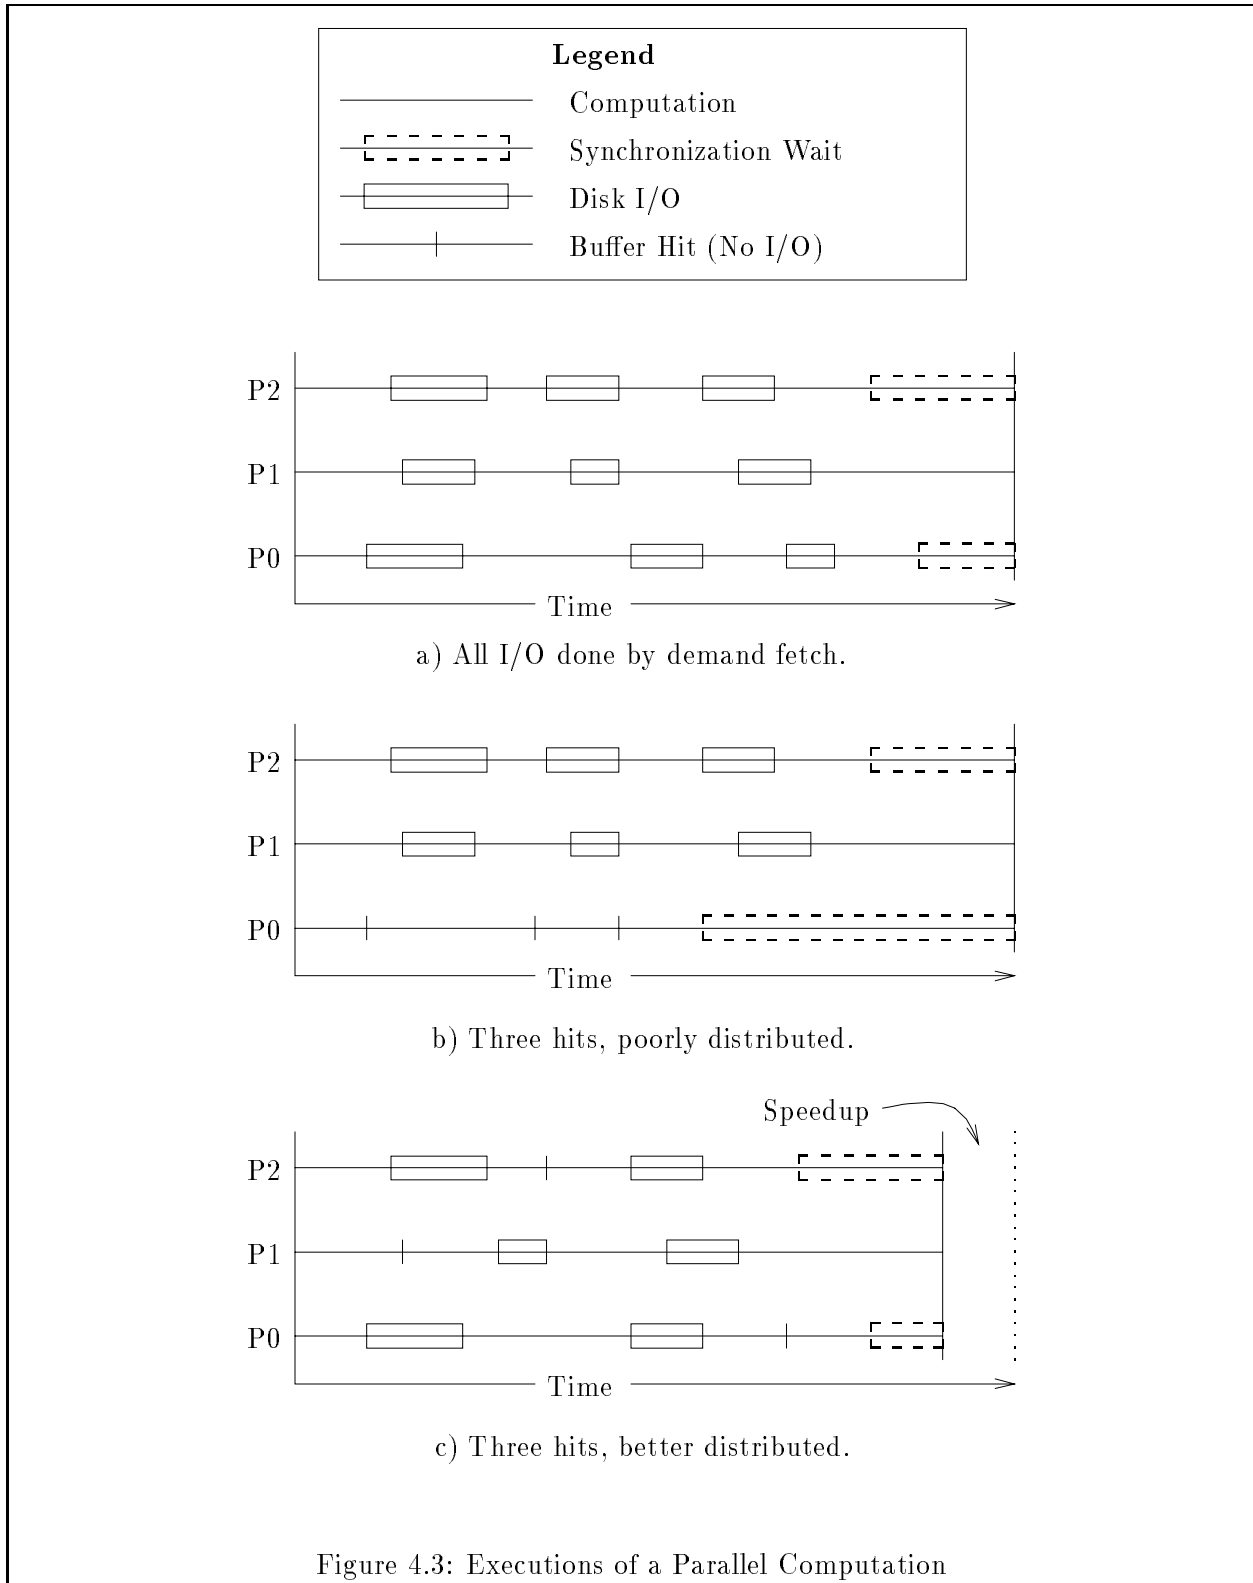 Legend
Computation
Synchronization Wait
Disk I/O
Buffer Hit (No I/O)
P2
P1
P0
Time
a) All I/O done by demand fetch.
P2
P1
P0
Time
b) Three hits, poorly distributed.
Speedup
P2
P1
P0
Time
c) Three hits, better distributed.
Figure 4.3: Executions of a Parallel Computation